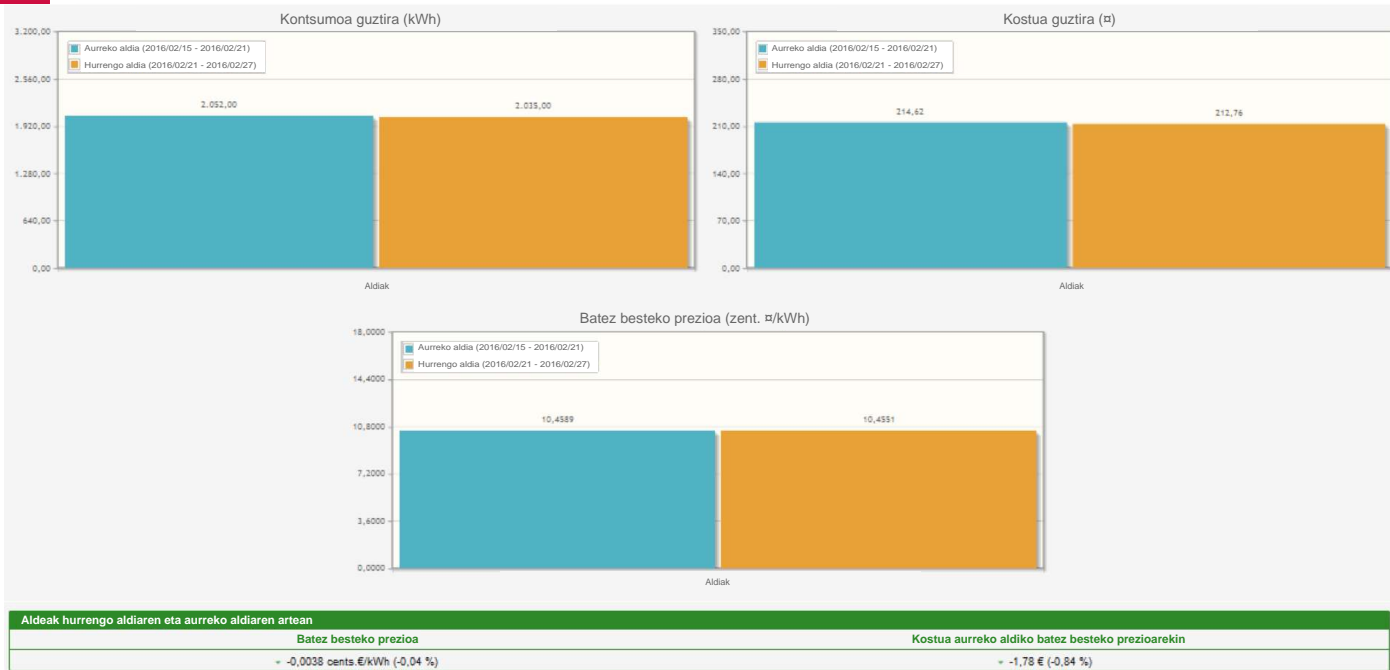 Kontsumoa guztira (kWh)
3.200,00
Aurreko aldia (2016/02/15 - 2016/02/21)
Hurrengo aldia (2016/02/21 - 2016/02/27)
2.560,00
2.052,00
2.035,00
1.920,00
1.280,00
640,00
0,00
Aldiak
Kostua guztira (¤)
350,00
Aurreko aldia (2016/02/15 - 2016/02/21)
Hurrengo aldia (2016/02/21 - 2016/02/27)
280,00
214,62
212,76
210,00
140,00
70,00
0,00
Aldiak
Batez besteko prezioa (zent. ¤/kWh)
18,0000
Aurreko aldia (2016/02/15 - 2016/02/21)
Hurrengo aldia (2016/02/21 - 2016/02/27)
14,4000
10,4589
10,4551
10,8000
7,2000
3,6000
0,0000
Aldiak
Aldeak hurrengo aldiaren eta aurreko aldiaren artean
Batez besteko prezioa
Kostua aurreko aldiko batez besteko prezioarekin
-0,0038 cents.€/kWh (-0,04 %)
-1,78 € (-0,84 %)